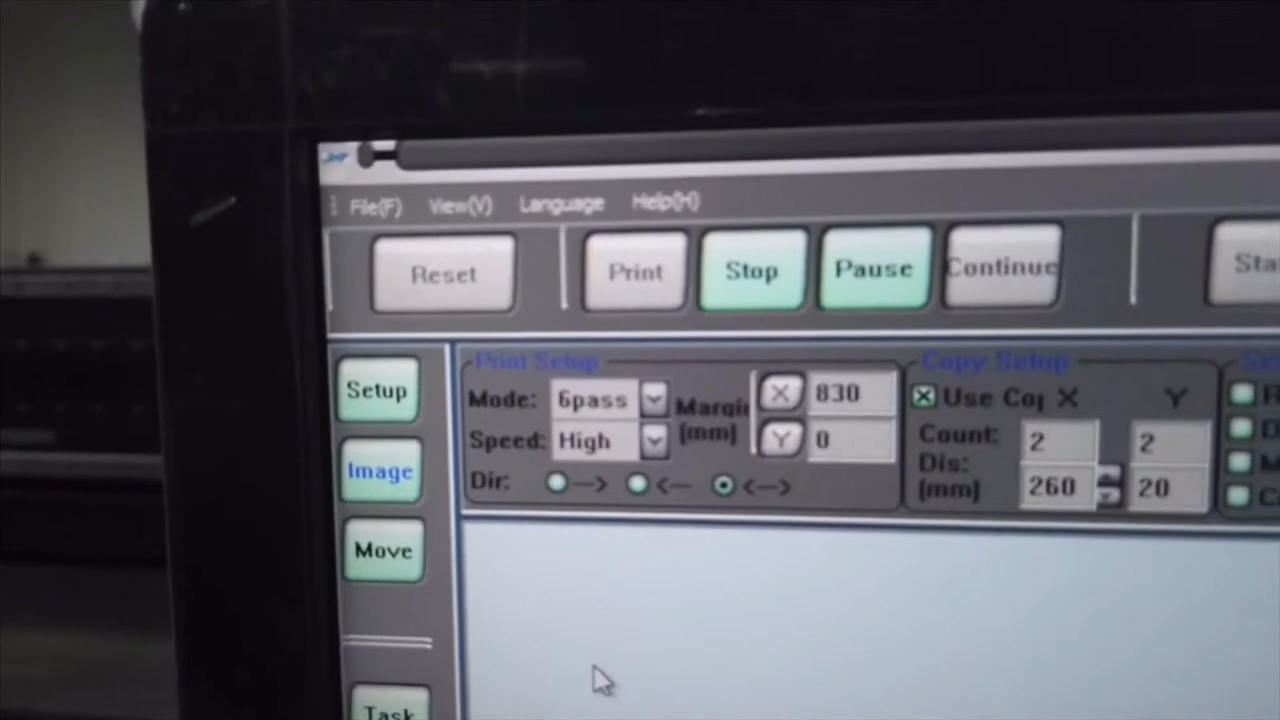 File(F) View(V) Language Help(H)
Reset Print Stop Pause Continue
Setup
Image
Move
Task
Print Setup
Mode: 6pass
Speed: High
Dir: --> <-- <-->
Margin
(mm)
X 830
Y 0
Copy Setup
Use Cop X Y
Count: 2 2
Dis:
(mm) 260 20